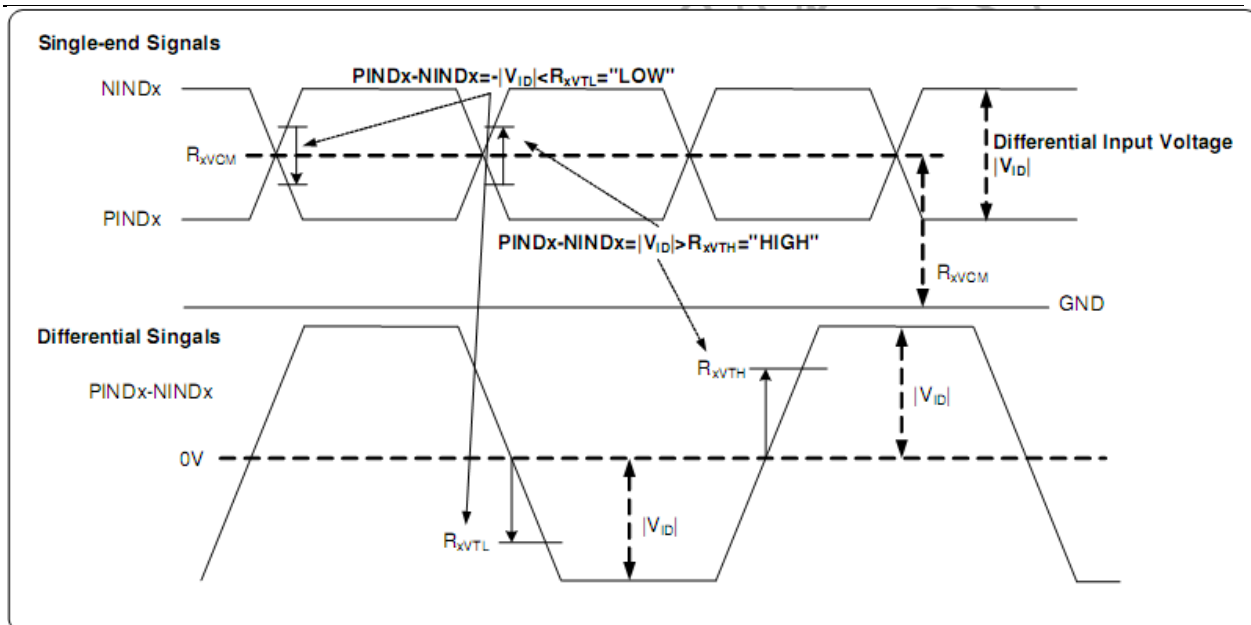 Single-end Signals
PINDx-NINDx=-|VID|<RxVTL="LOW"
NINDx
Differential Input Voltage
|VID|
RxVCM
PINDx
PINDx-NINDx=|VID|>RxVTH="HIGH"
RxVCM
GND
Differential Singals
RxVTH
PINDx-NINDx
|VID|
0V
|VID|
RxVTL